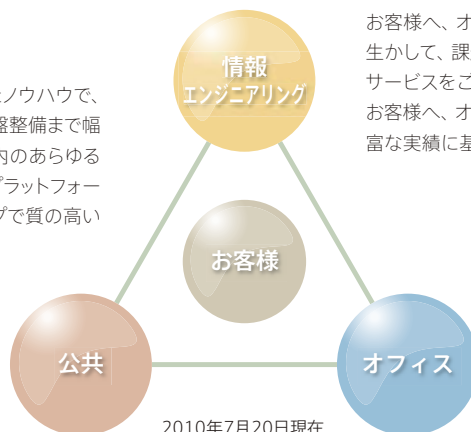 お客様へ、オ
生かして、課
サービスをご
お客様へ、オ
富な実績に基
ノウハウで、
盤整備まで幅
内のあらゆる
プラットフォー
プで質の高い
情報
エンジニアリング
お客様
公共
オフィス
2010年7月20日現在